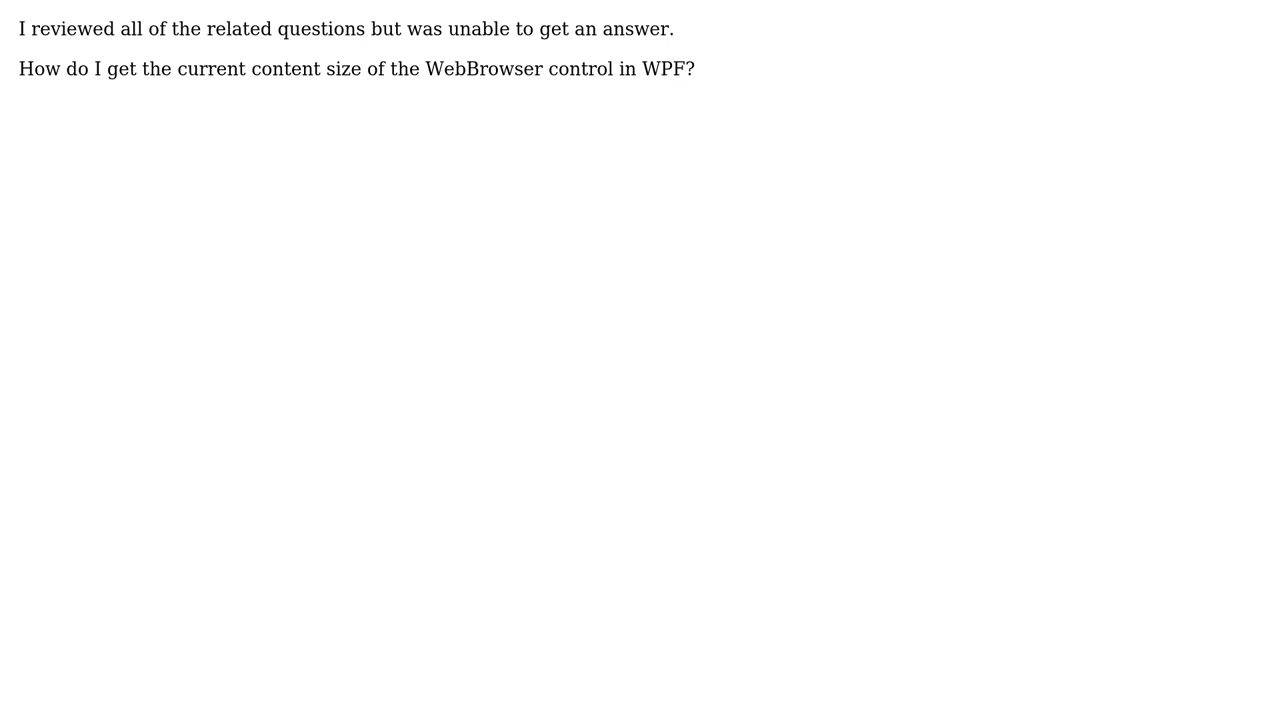 I reviewed all of the related questions but was unable to get an answer.
How do I get the current content size of the WebBrowser control in WPF?